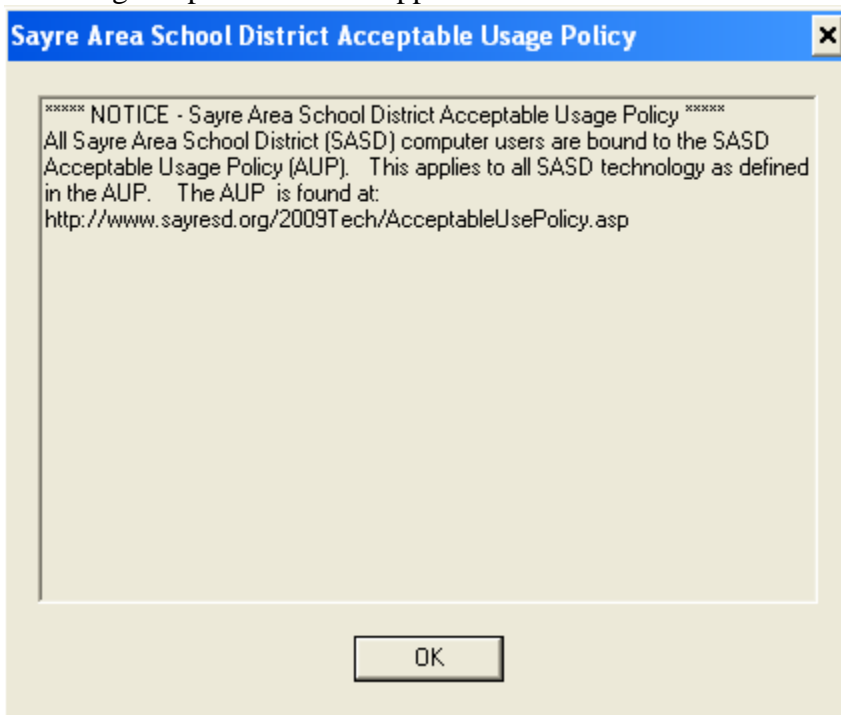 Sayre Area School District Acceptable Usage Policy
***** NOTICE - Sayre Area School District Acceptable Usage Policy *****
All Sayre Area School District (SASD) computer users are bound to the SASD
Acceptable Usage Policy (AUP).   This applies to all SASD technology as defined
in the AUP.    The AUP  is found at:
http://www.sayresd.org/2009Tech/AcceptableUsePolicy.asp
OK